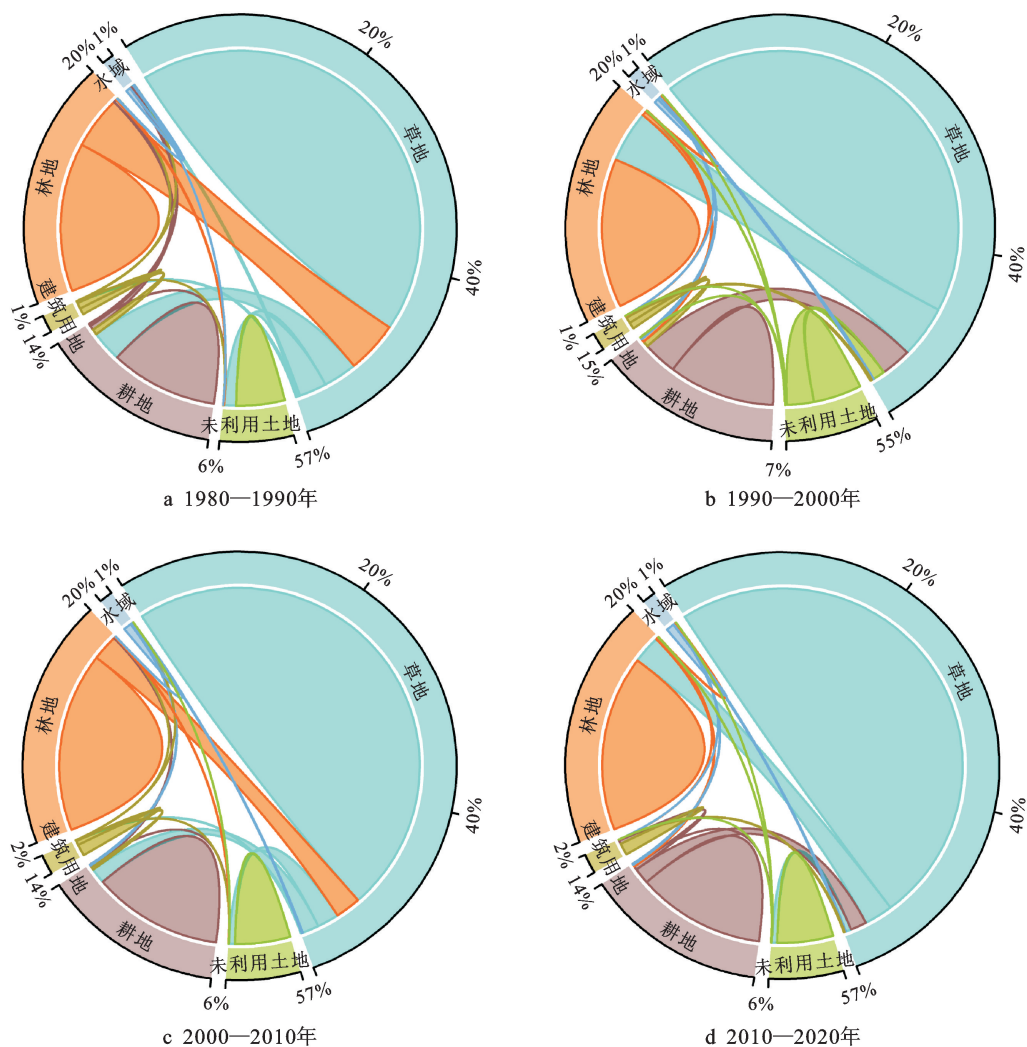 20%
1%
20%
水域
草地
林地
40%
建筑用地
1%
14%
耕地
未利用土地
6%
57%
a 1980—1990年
20%
1%
20%
水域
草地
林地
40%
建筑用地
1%
15%
耕地
未利用土地
7%
55%
b 1990—2000年
20%
1%
20%
水域
草地
林地
40%
建筑用地
2%
14%
耕地
未利用土地
6%
57%
c 2000—2010年
20%
1%
20%
水域
草地
林地
40%
建筑用地
2%
14%
耕地
未利用土地
6%
57%
d 2010—2020年